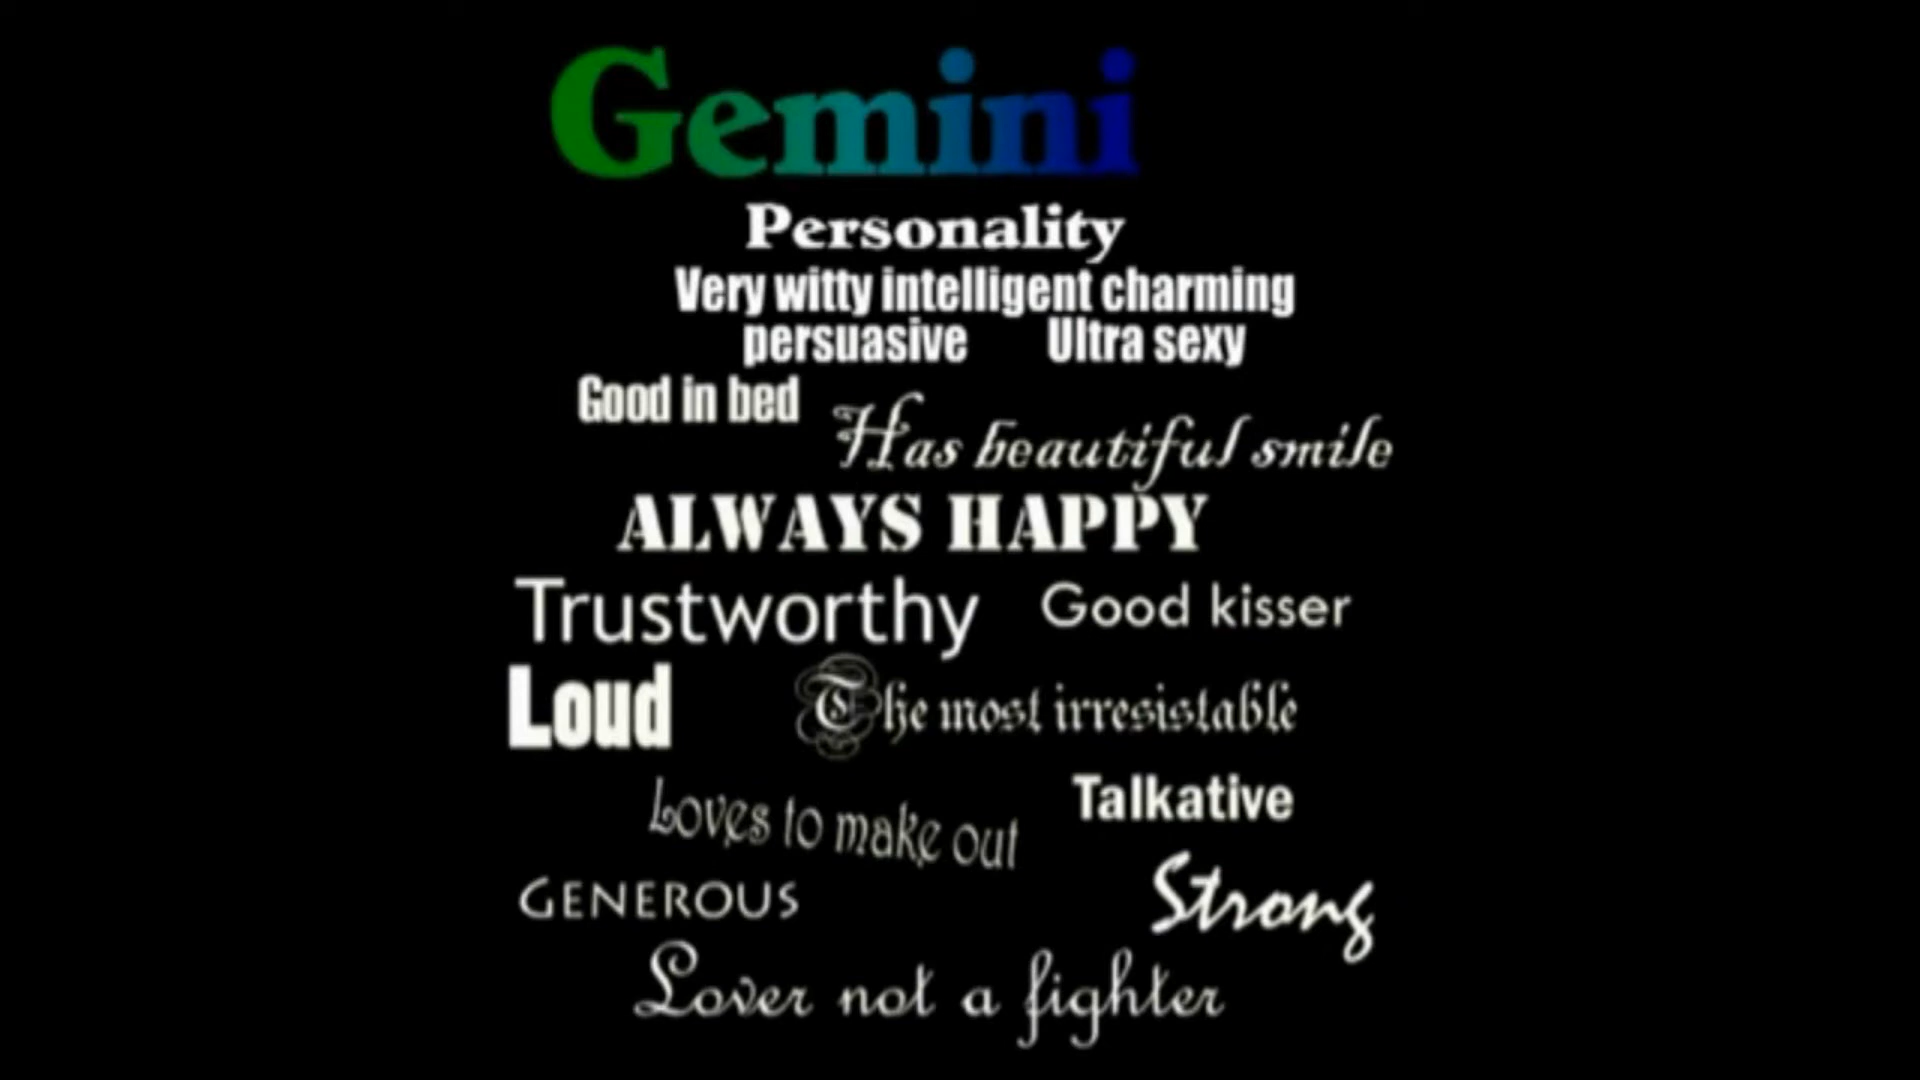 Gemini
Personality
Very witty intelligent charming
persuasive Ultra sexy
Good in bed
Has beautiful smile
ALWAYS HAPPY
Trustworthy Good kisser
Loud The most irresistable
Loves to make out Talkative
GENEROUS Strong
Lover not a fighter